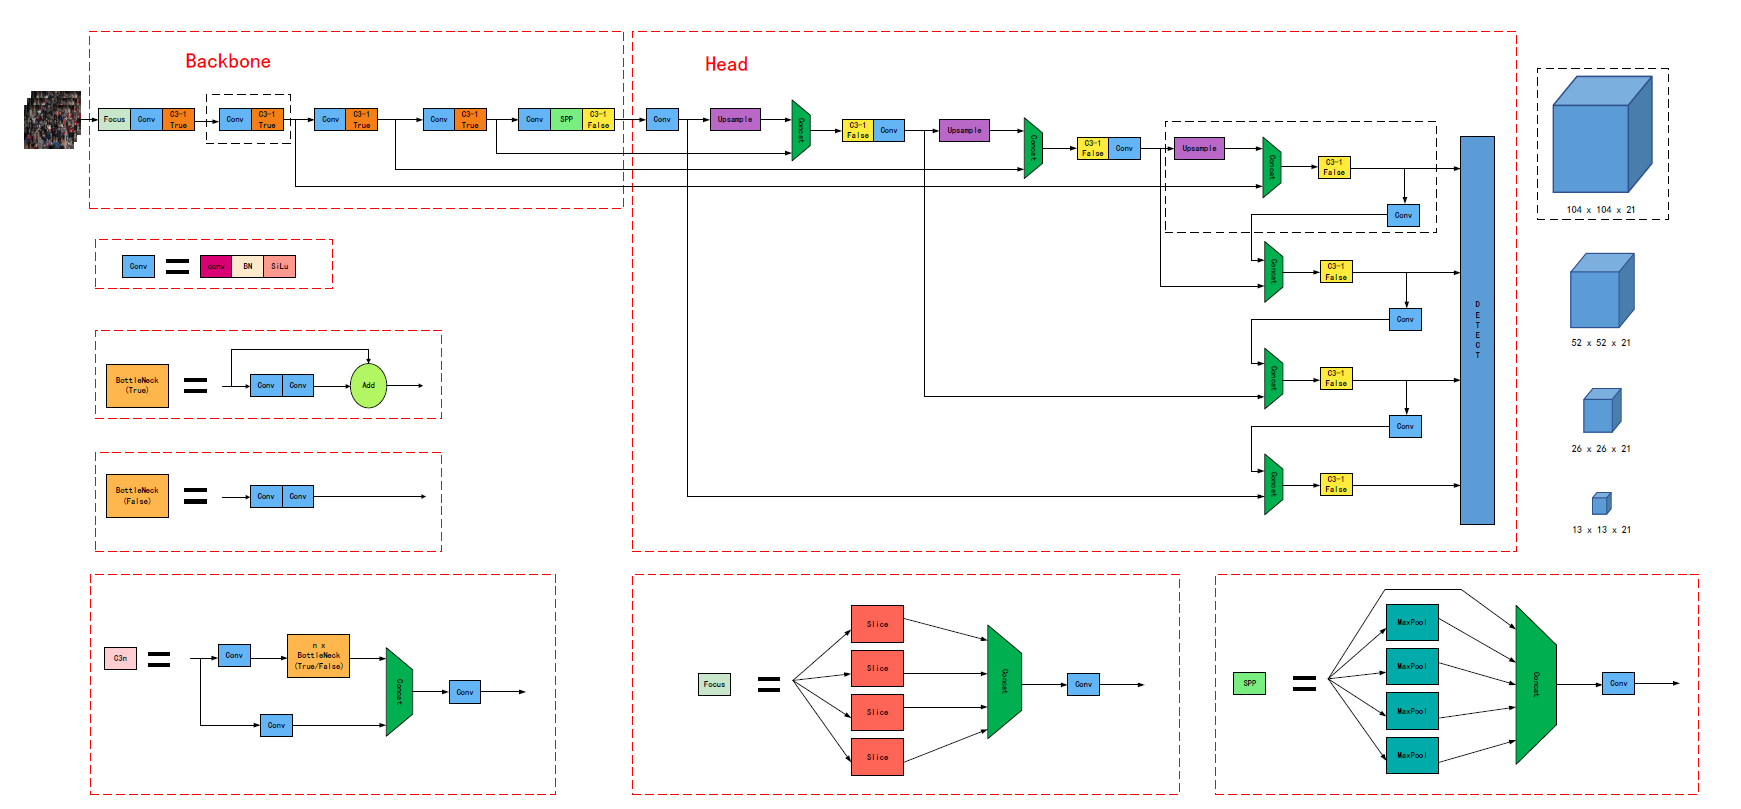 Backbone
Head
Focus
Conv
C3-1
True
Conv
C3-1
True
Conv
C3-1
True
Conv
C3-1
True
Conv
SPP
C3-1
False
Conv
Upsample
Concat
C3-1
False
Conv
Upsample
Concat
C3-1
False
Conv
Upsample
Concat
C3-1
False
Conv
Concat
C3-1
False
Conv
Concat
C3-1
False
Conv
Concat
C3-1
False
DETECT
104 x 104 x 21
52 x 52 x 21
26 x 26 x 21
13 x 13 x 21
Conv
conv
BN
SiLu
BottleNeck
(True)
Conv
Conv
Add
BottleNeck
(False)
Conv
Conv
C3n
Conv
n x
BottleNeck
(True/False)
Conv
Concat
Conv
Focus
Slice
Slice
Slice
Slice
Concat
Conv
SPP
MaxPool
MaxPool
MaxPool
MaxPool
Concat
Conv